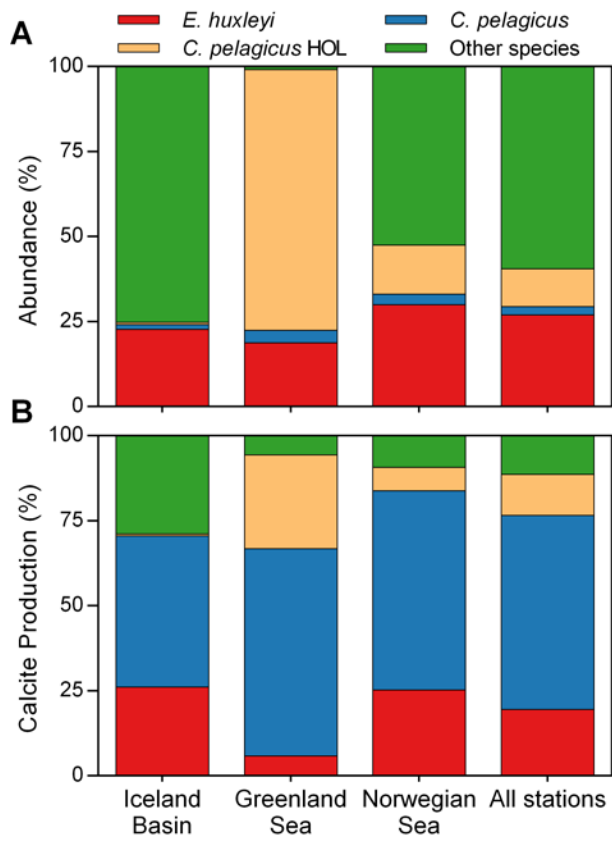 E. huxleyi
C. pelagicus
C. pelagicus HOL
Other species
A
100
75
50
25
0
Abundance (%)
B
100
75
50
25
0
Calcite Production (%)
Iceland Basin
Greenland Sea
Norwegian Sea
All stations